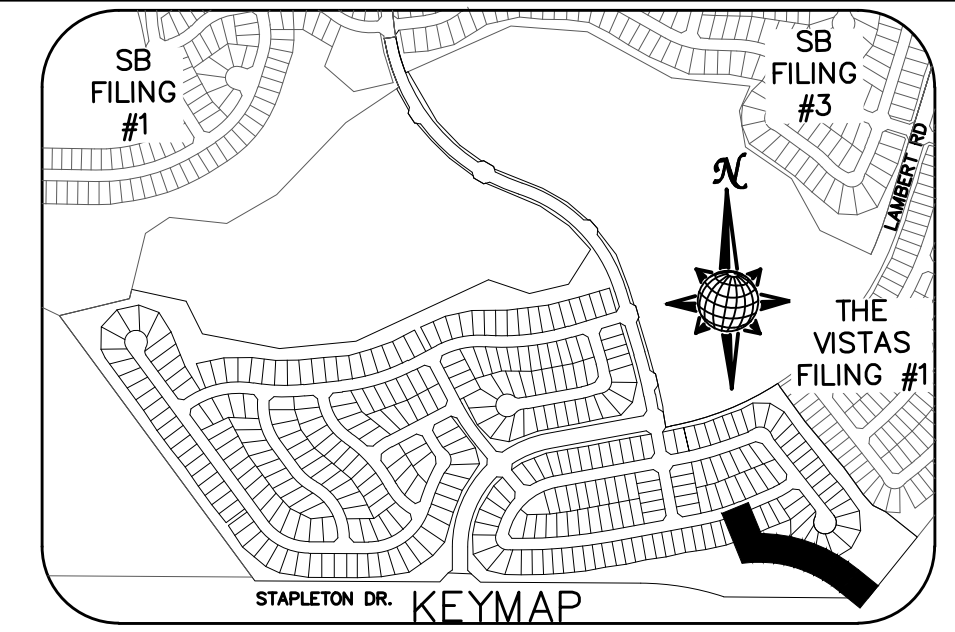 SB
FILING
#1
SB
FILING
#3
LAMBERT RD
N
THE
VISTAS
FILING #1
STAPLETON DR.
KEYMAP